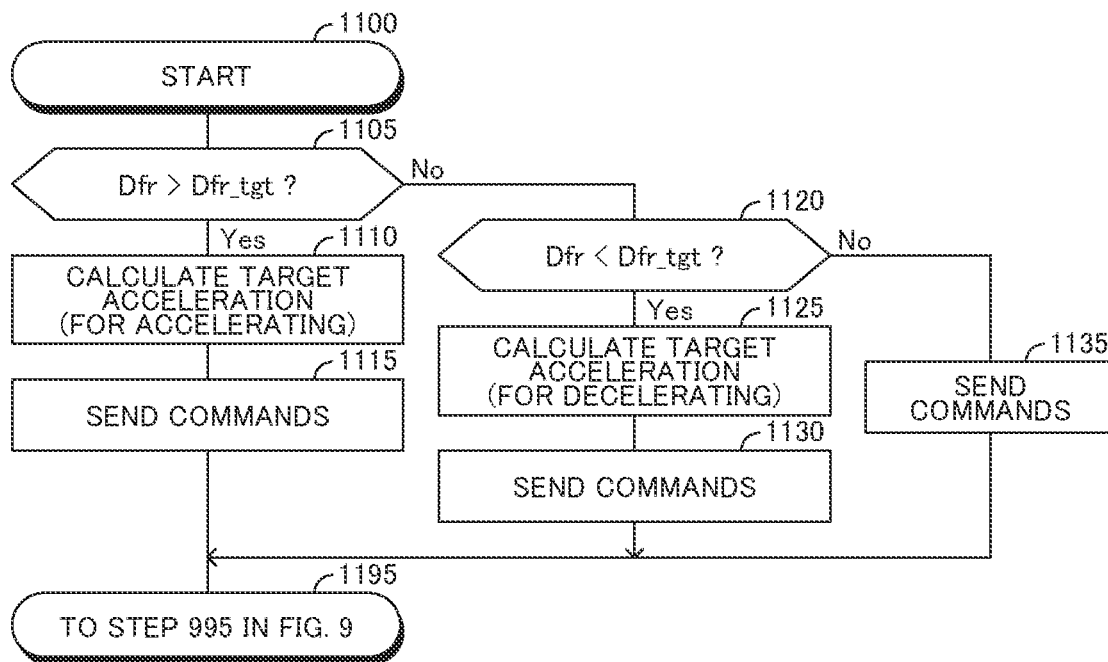 1100
START
1105
Dfr > Dfr_tgt ?
No
Yes
1110
CALCULATE TARGET
ACCELERATION
(FOR ACCELERATING)
1115
SEND COMMANDS
1120
Dfr < Dfr_tgt ?
No
Yes
1125
CALCULATE TARGET
ACCELERATION
(FOR DECELERATING)
1130
SEND COMMANDS
1135
SEND
COMMANDS
1195
TO STEP 995 IN FIG. 9